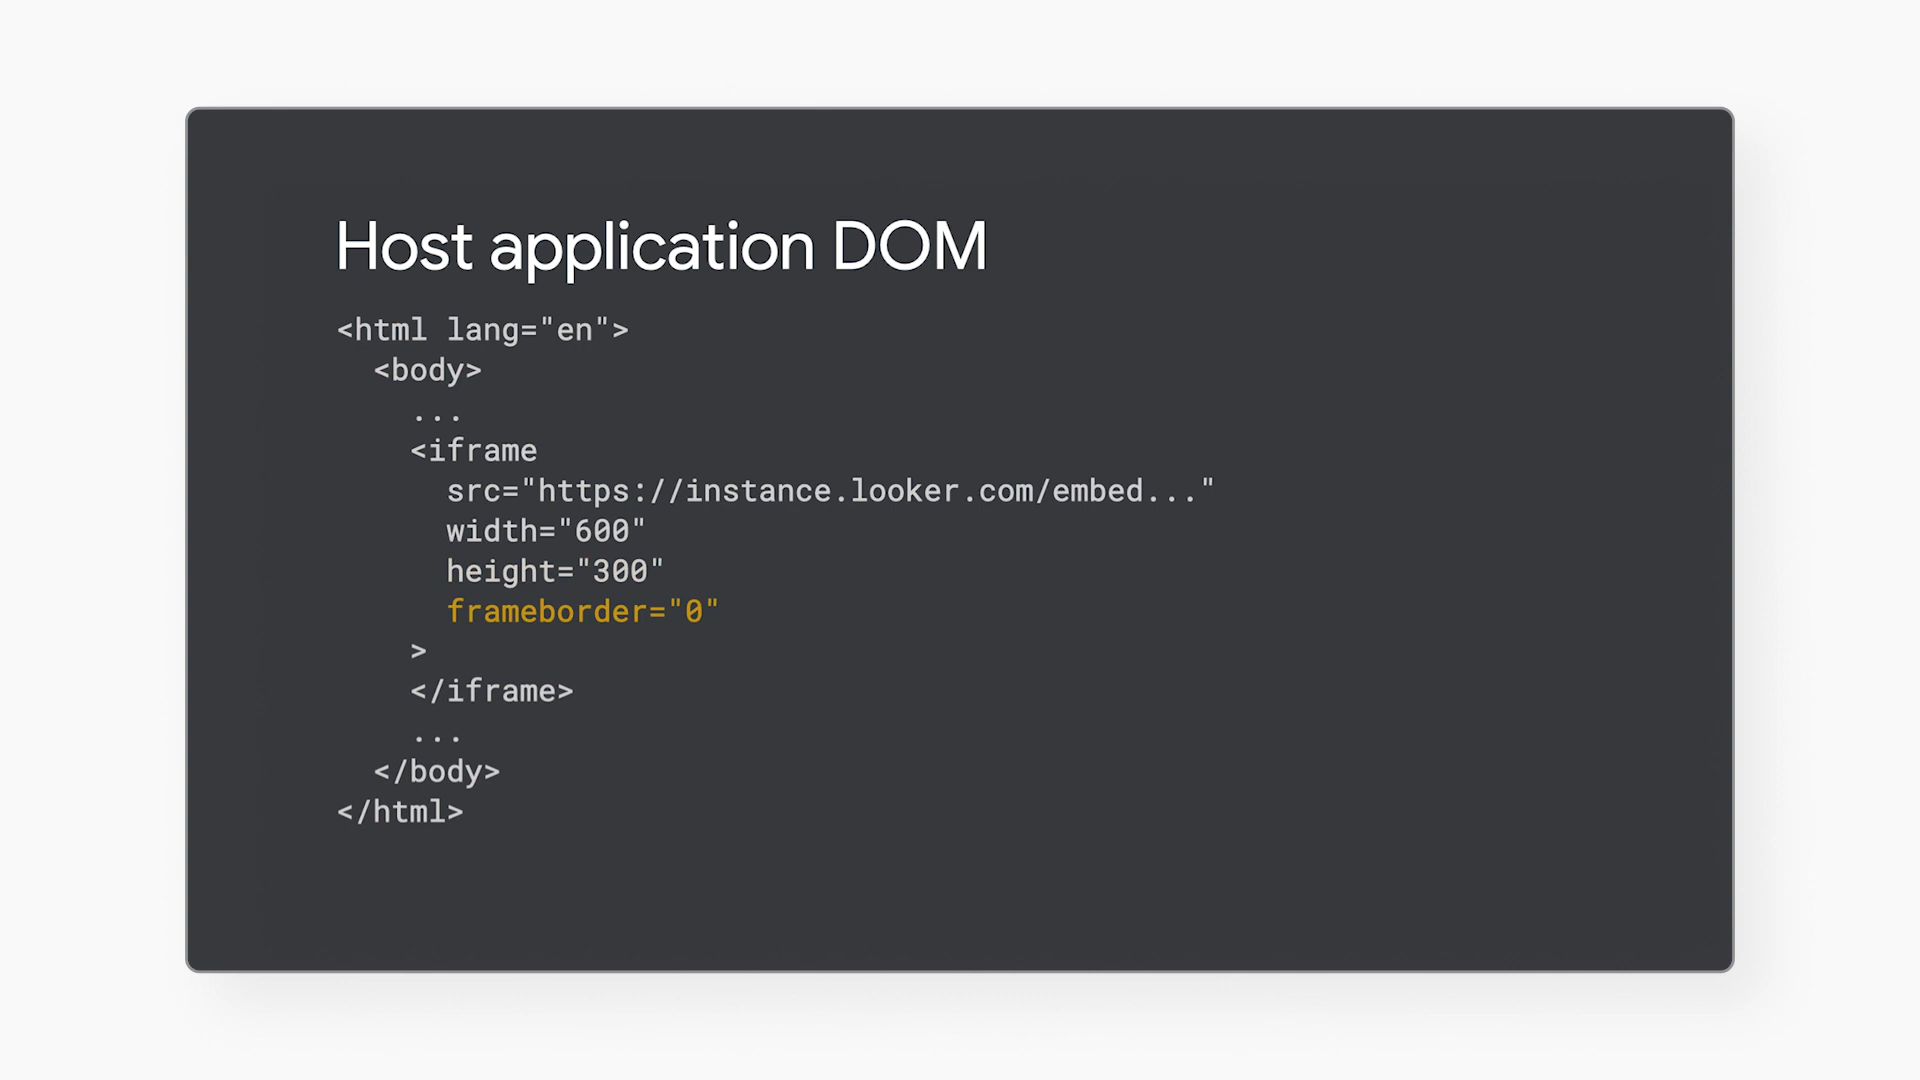 Host application DOM
<html lang="en">
<body>
...
<iframe
src="https://instance.looker.com/embed..."
width="600"
height="300"
frameborder="0"
>
</iframe>
...
</body>
</html>